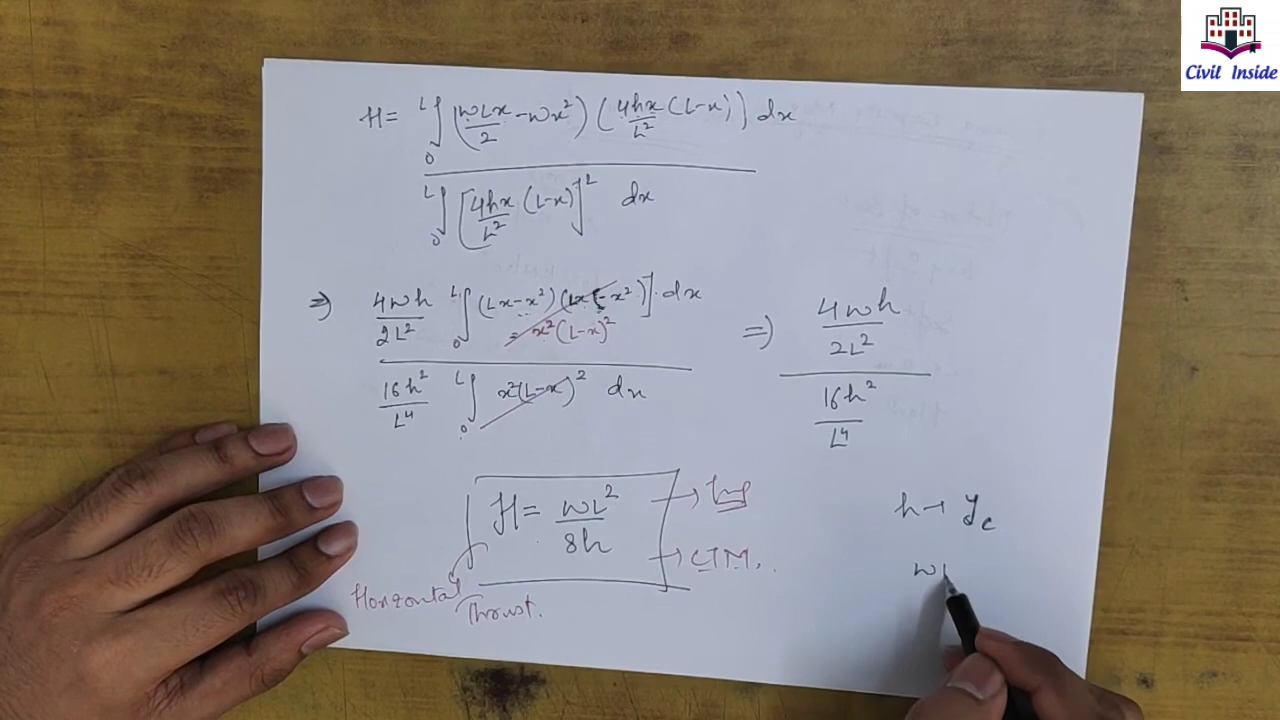 Civil Inside
H = ∫₀ᴸ (wLx/2 - wx²) (4hx/L² (L-x)) dx
∫₀ᴸ [4hx/L² (L-x)]² dx
⇒ 4wh/2L² ∫₀ᴸ (Lx-x²) (Lx-x²)] dx
= x²(L-x)²
16h²/L⁴ ∫₀ᴸ x²(L-x)² dx
⇒ 4wh/2L²
16h²/L⁴
H = wL²/8h
→ Imp
→ C.T.M..
Horizontal
Thrust.
h → yc
wl